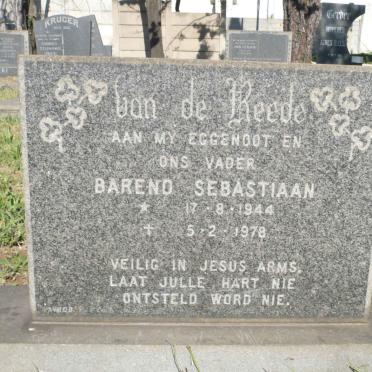 KRUGER
van de Reede
AAN MY EGGENOOT EN
ONS VADER
BAREND SEBASTIAAN
★ 17-8-1944
✝ 5-2-1978
VEILIG IN JESUS ARMS.
LAAT JULLE HART NIE
ONTSTELD WORD NIE.